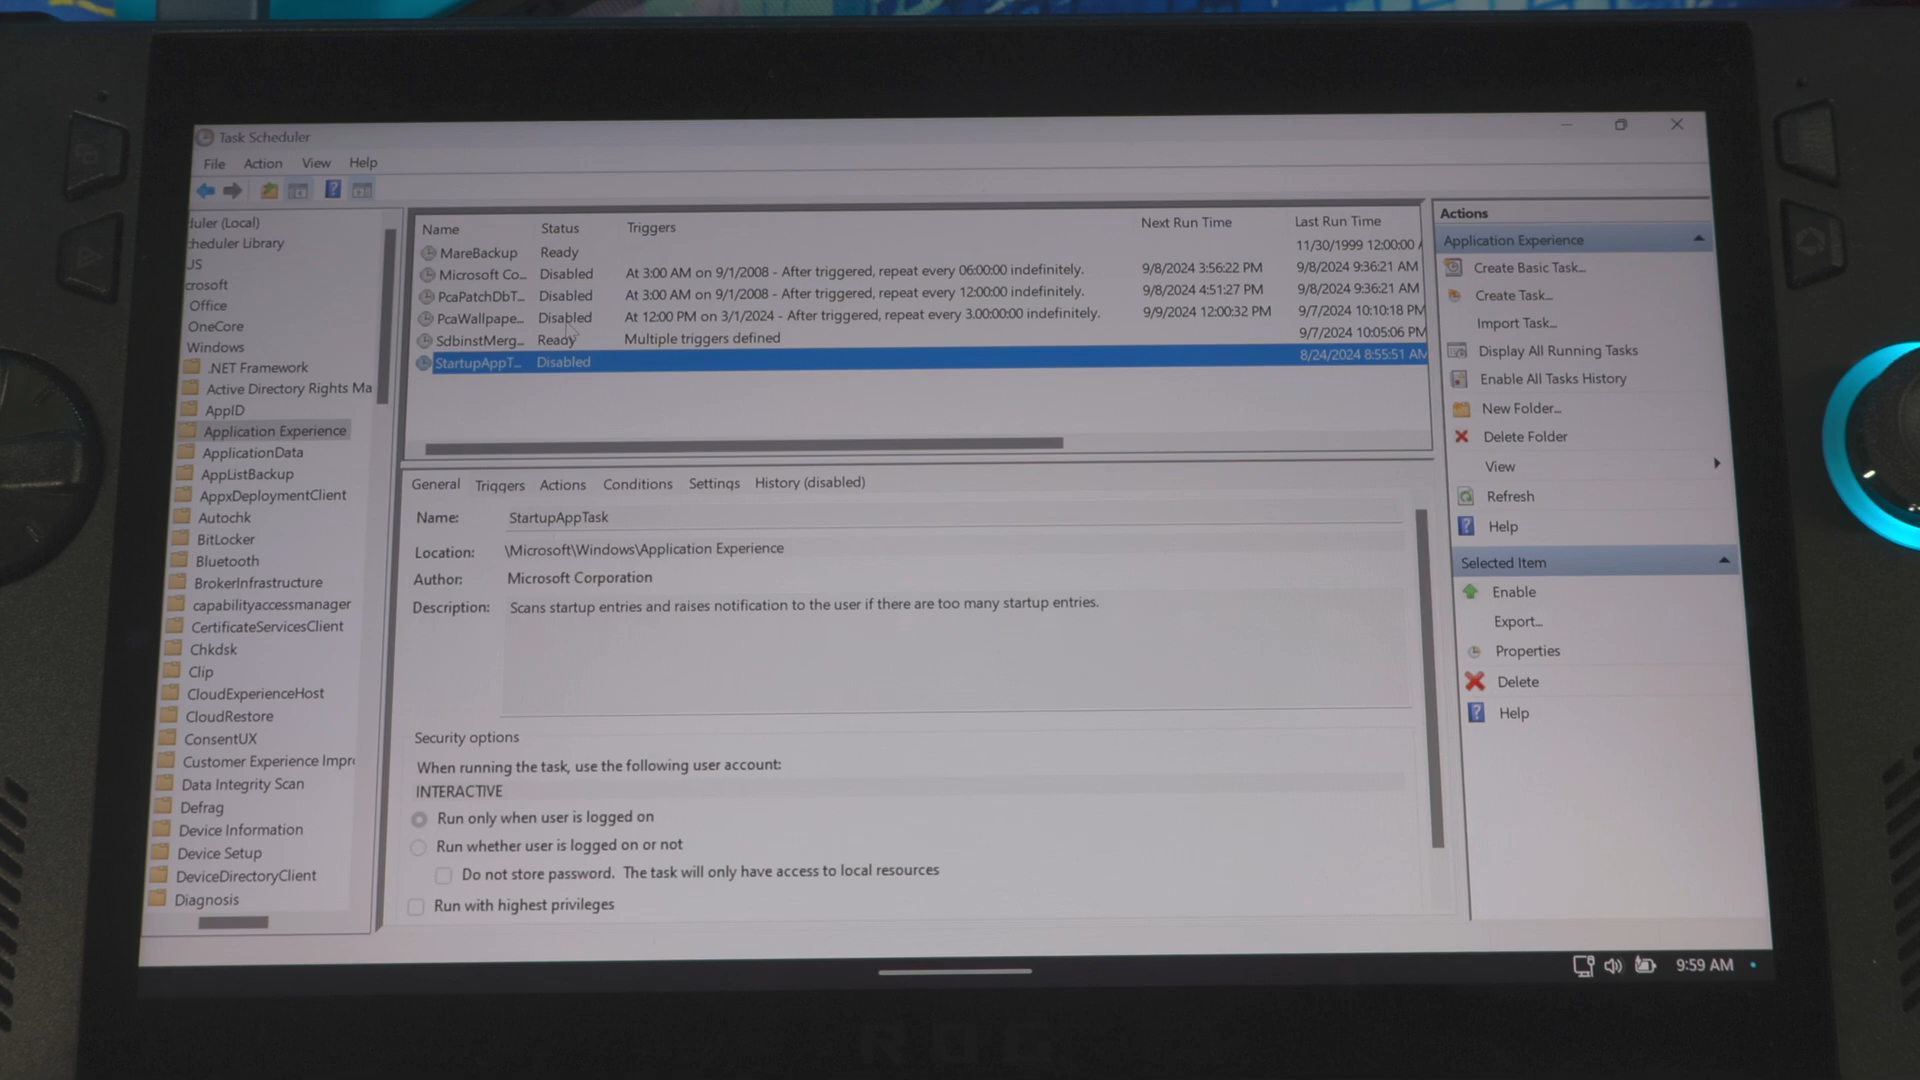 Task Scheduler
File Action View Help
duler (Local)
cheduler Library
US
crosoft
Office
OneCore
Windows
.NET Framework
Active Directory Rights Ma
AppID
Application Experience
ApplicationData
AppListBackup
AppxDeploymentClient
Autochk
BitLocker
Bluetooth
BrokerInfrastructure
capabilityaccessmanager
CertificateServicesClient
Chkdsk
Clip
CloudExperienceHost
CloudRestore
ConsentUX
Customer Experience Impr
Data Integrity Scan
Defrag
Device Information
Device Setup
DeviceDirectoryClient
Diagnosis
Name Status Triggers Next Run Time Last Run Time
MareBackup Ready 11/30/1999 12:00:00 A
Microsoft Co... Disabled At 3:00 AM on 9/1/2008 - After triggered, repeat every 06:00:00 indefinitely. 9/8/2024 3:56:22 PM 9/8/2024 9:36:21 AM
PcaPatchDbT... Disabled At 3:00 AM on 9/1/2008 - After triggered, repeat every 12:00:00 indefinitely. 9/8/2024 4:51:27 PM 9/8/2024 9:36:21 AM
PcaWallpape... Disabled At 12:00 PM on 3/1/2024 - After triggered, repeat every 3.00:00:00 indefinitely. 9/9/2024 12:00:32 PM 9/7/2024 10:10:18 PM
SdbinstMerg... Ready Multiple triggers defined 9/7/2024 10:05:06 PM
StartupAppT... Disabled 8/24/2024 8:55:51 AM
General Triggers Actions Conditions Settings History (disabled)
Name: StartupAppTask
Location: \Microsoft\Windows\Application Experience
Author: Microsoft Corporation
Description: Scans startup entries and raises notification to the user if there are too many startup entries.
Security options
When running the task, use the following user account:
INTERACTIVE
Run only when user is logged on
Run whether user is logged on or not
Do not store password. The task will only have access to local resources
Run with highest privileges
Actions
Application Experience
Create Basic Task...
Create Task...
Import Task...
Display All Running Tasks
Enable All Tasks History
New Folder...
Delete Folder
View
Refresh
Help
Selected Item
Enable
Export...
Properties
Delete
Help
9:59 AM
ROG